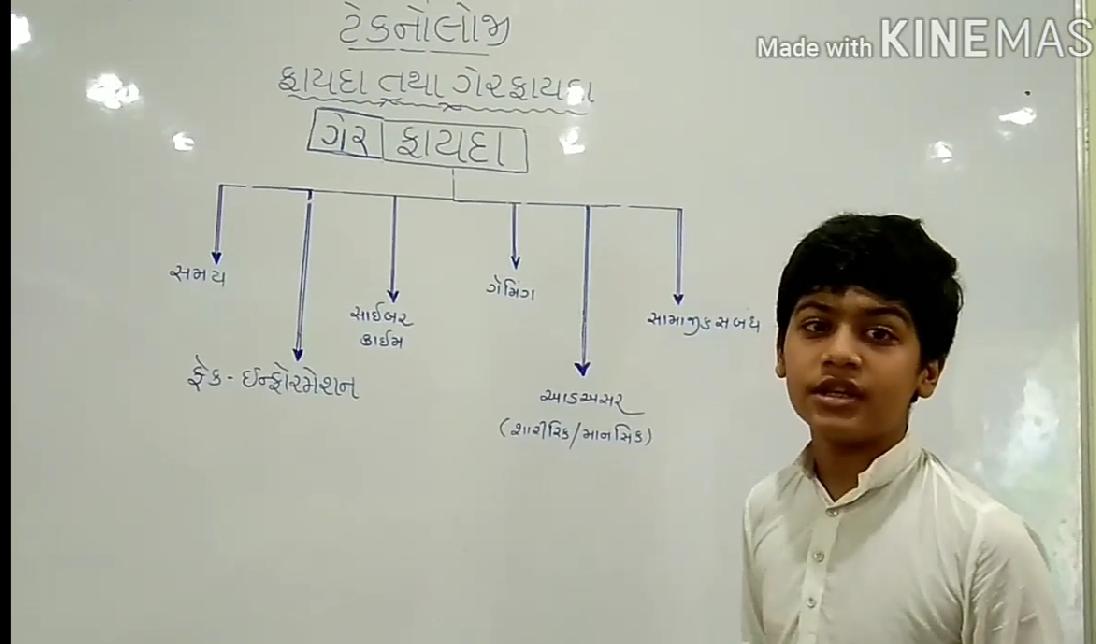 Made with KINEMAS
ટેકનોલોજી
ફાયદા તથા ગેરફાયદા
ગેર ફાયદા
સમય
ફેક - ઈન્ફોરમેશન
સાઈબર
ક્રાઈમ
ગેમિંગ
આડઅસર
(શારીરિક/માનસિક)
સામાજીક સબંધ